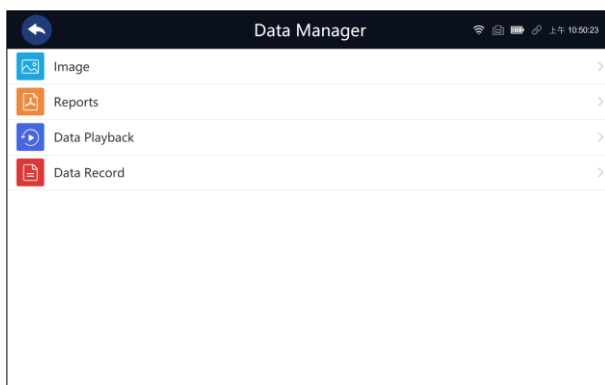 Data Manager
上午 10:50:23
Image
Reports
Data Playback
Data Record